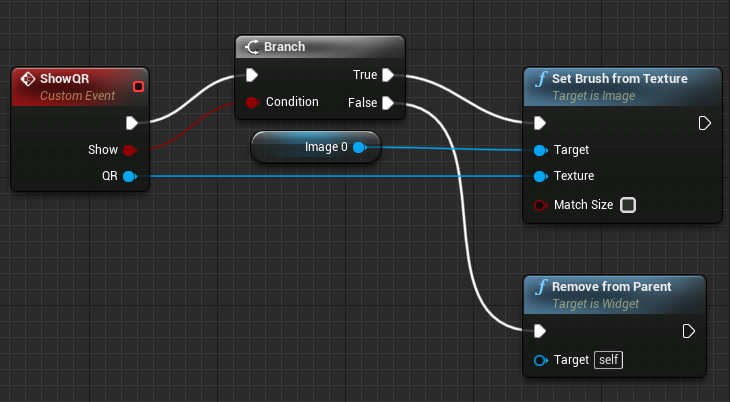 ShowQR
Custom Event
Show
QR
Branch
True
Condition
False
Image 0
Set Brush from Texture
Target is Image
Target
Texture
Match Size
Remove from Parent
Target is Widget
Target self